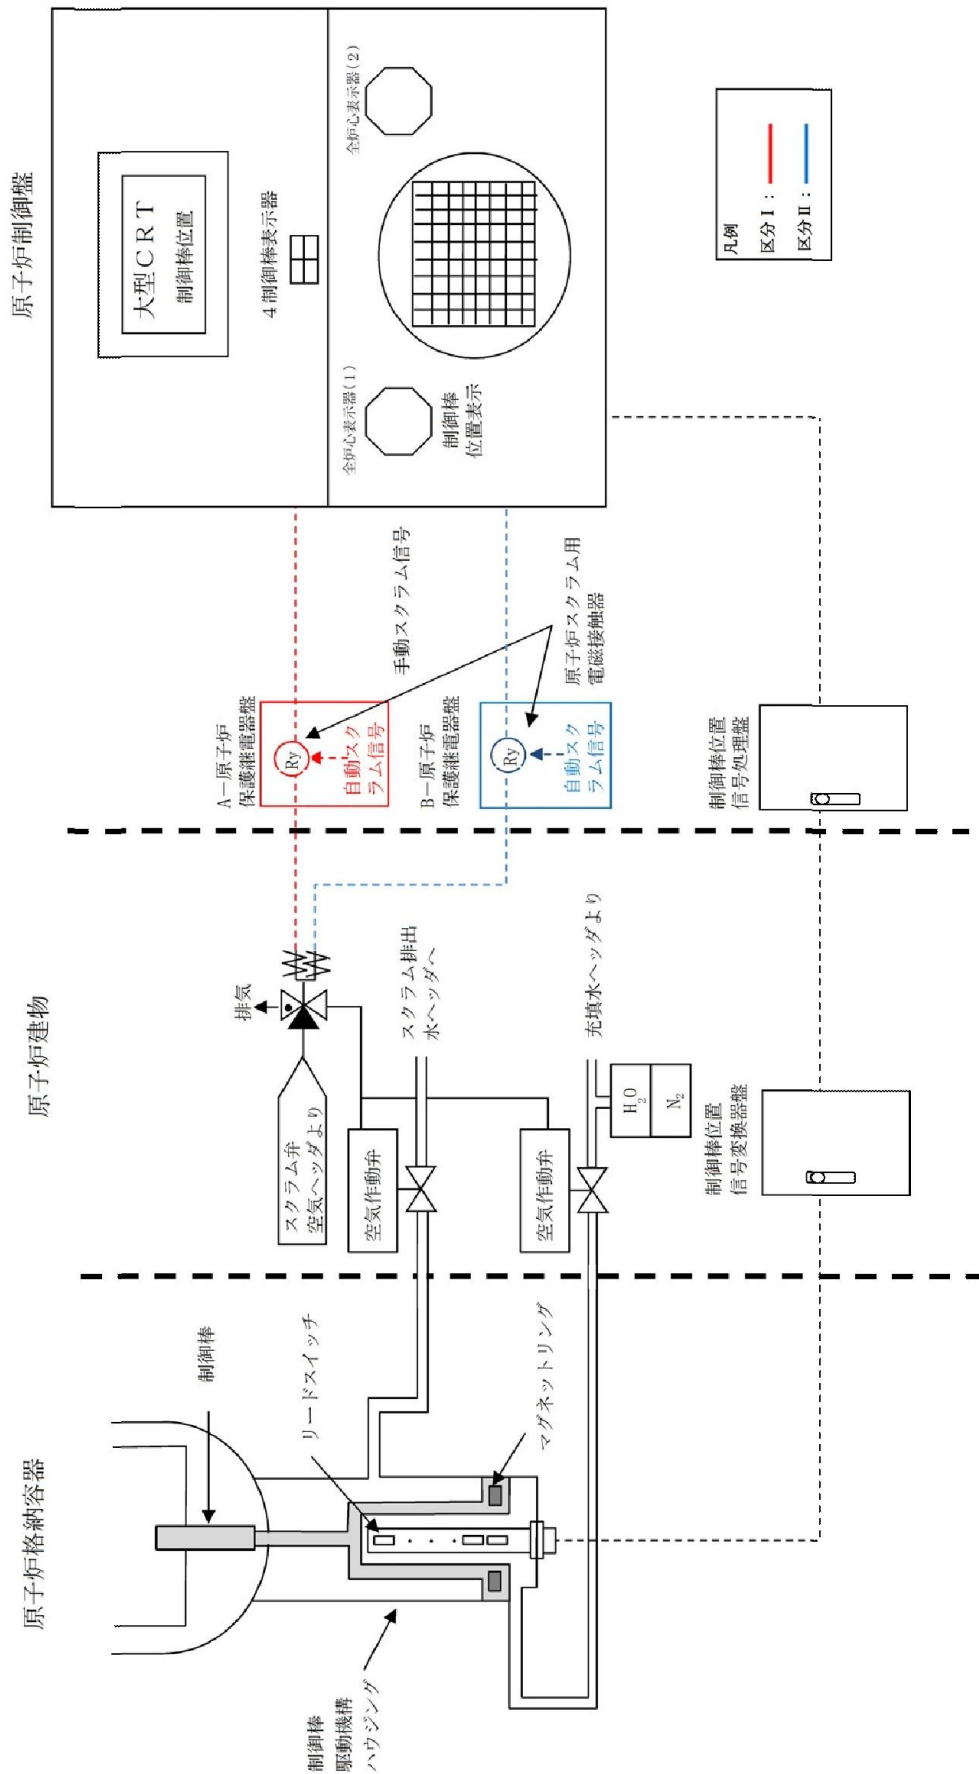 原子炉格納容器
原子炉建物
原子炉制御盤
制御棒
リードスイッチ
マグネットリング
制御棒
駆動機構
ハウジング
排気
スクラム弁
空気ヘッダより
空気作動弁
スクラム排出
水ヘッダへ
空気作動弁
充填水ヘッダより
H₂O
N₂
制御棒位置
信号変換器盤
A−原子炉
保護継電器盤
Ry
自動スク
ラム信号
手動スクラム信号
B−原子炉
保護継電器盤
Ry
自動スク
ラム信号
原子炉スクラム用
電磁接触器
制御棒位置
信号処理盤
大型CRT
制御棒位置
4制御棒表示器
全炉心表示器(1)
全炉心表示器(2)
制御棒
位置表示
凡例
区分Ⅰ:
区分Ⅱ: